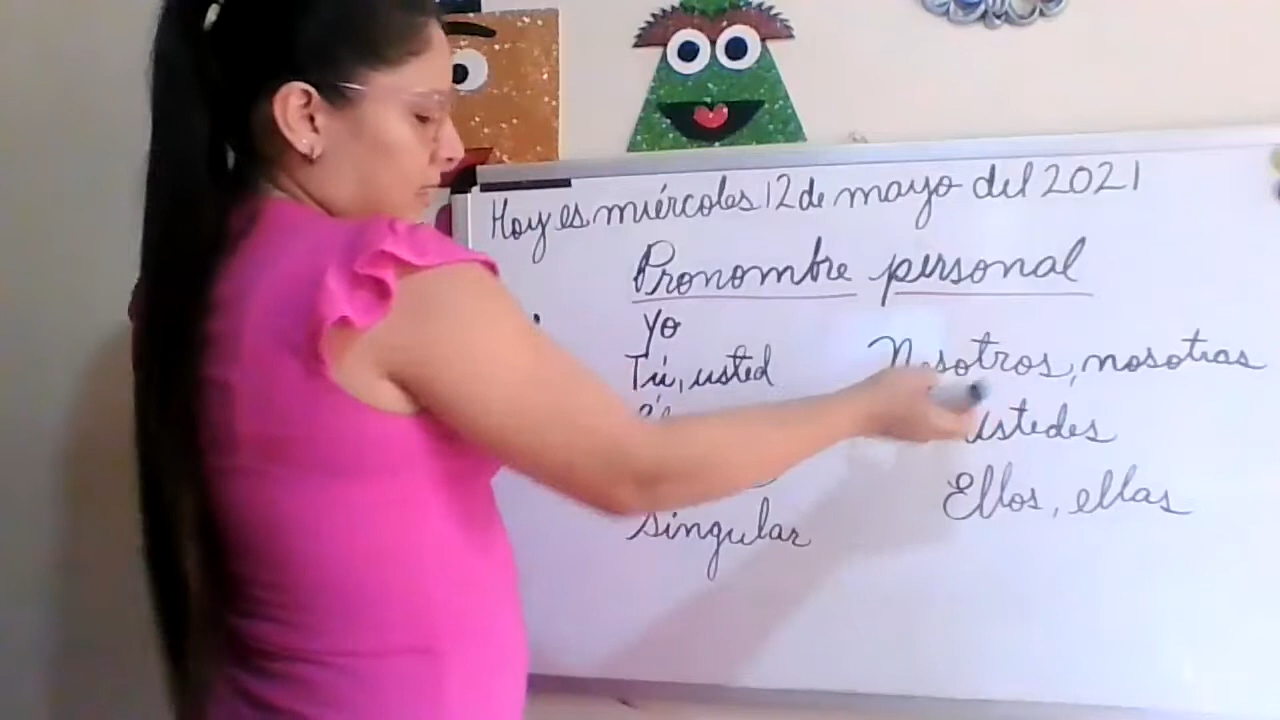 Hoy es miércoles 12 de mayo del 2021
Pronombre personal
Yo
Tú, usted
singular
Nosotros, nosotras
ustedes
Ellos, ellas